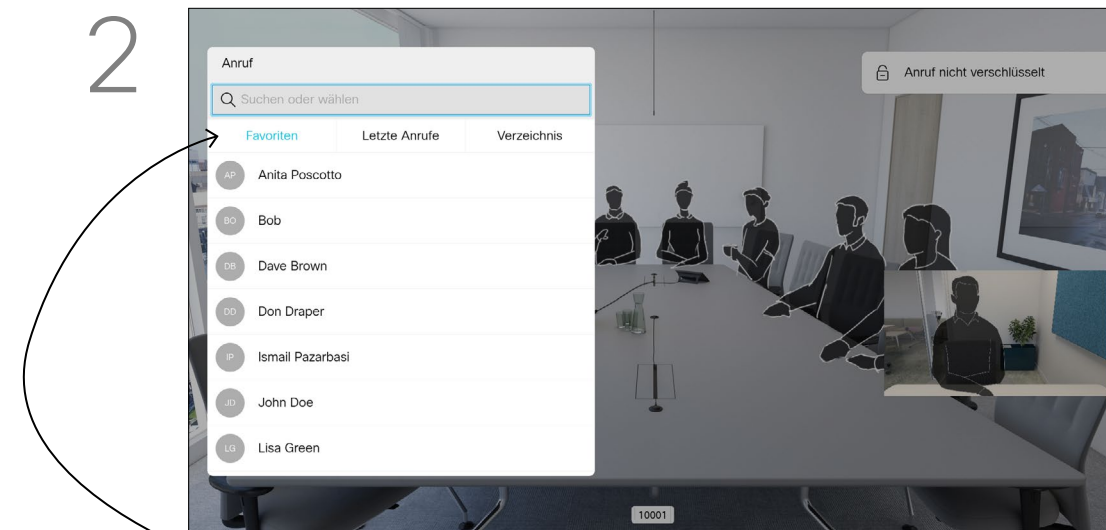 2
Anruf
Suchen oder wählen
Favoriten Letzte Anrufe Verzeichnis
AP Anita Poscotto
BO Bob
DB Dave Brown
DD Don Draper
IP Ismail Pazarbasi
JD John Doe
LG Lisa Green
Anruf nicht verschlüsselt
10001